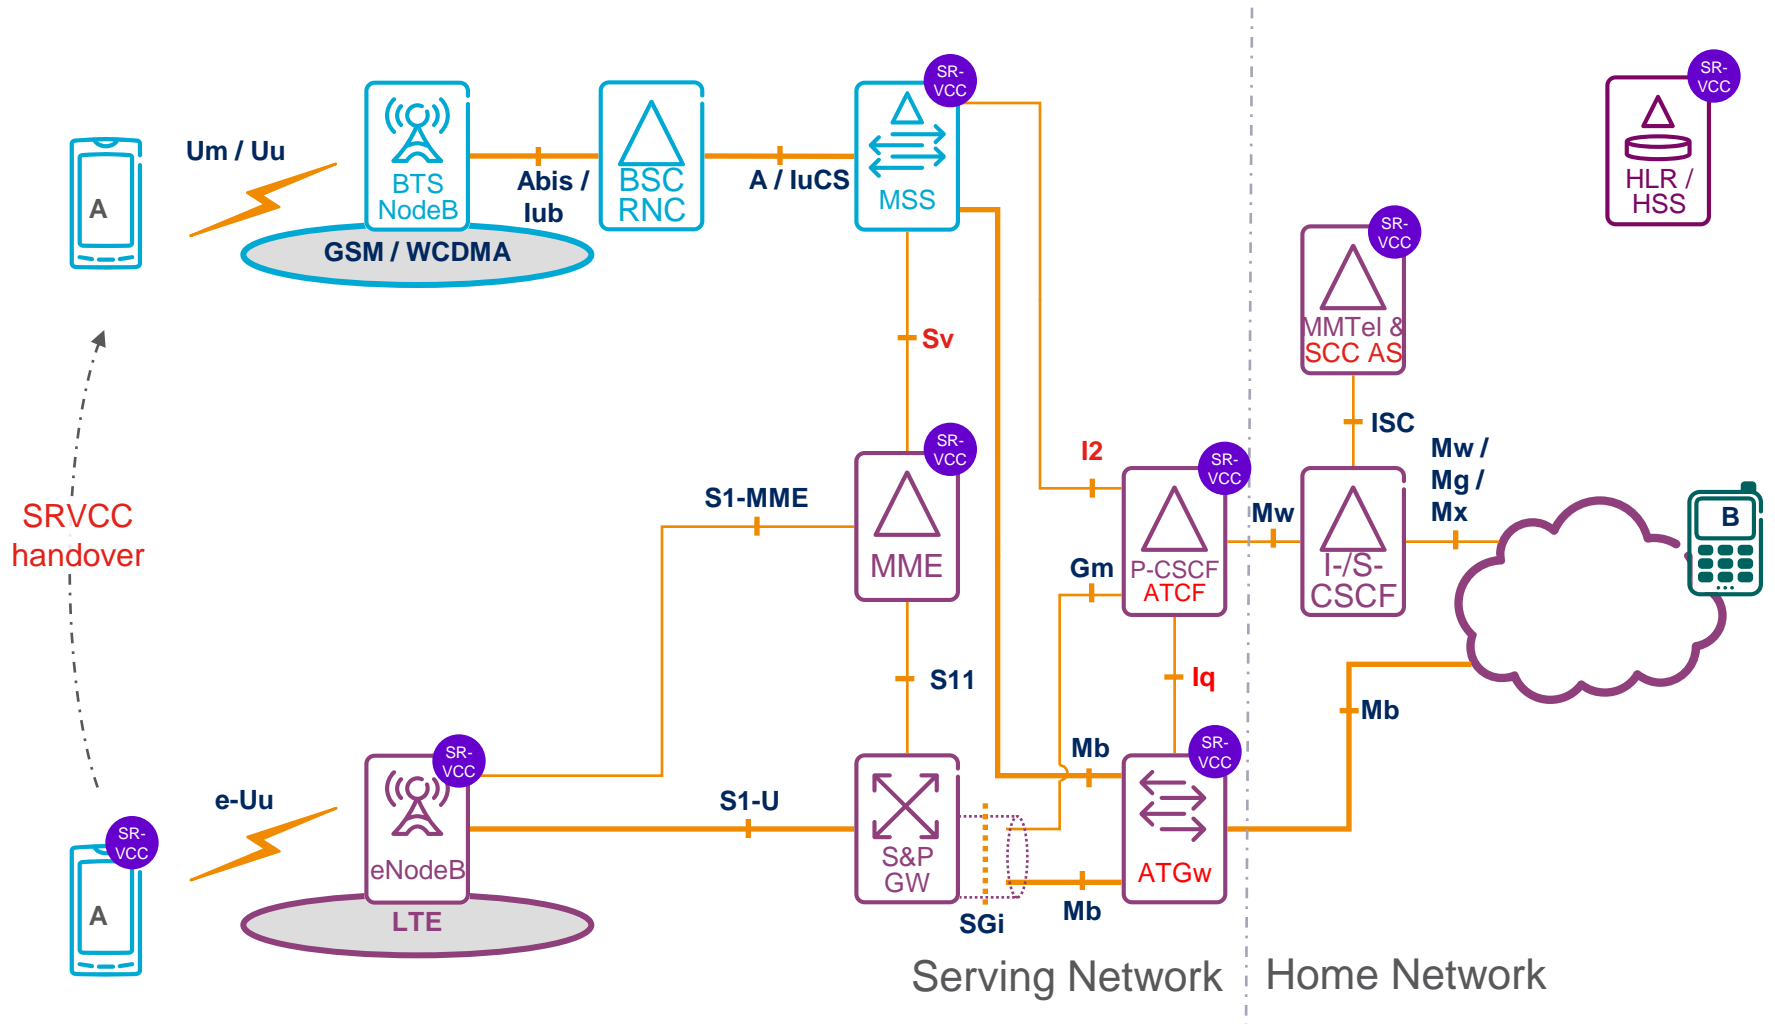 SR-
VCC
SR-
VCC
Um / Uu
A
BTS
NodeB
Abis /
Iub
BSC
RNC
A / IuCS
MSS
HLR /
HSS
GSM / WCDMA
SR-
VCC
MMTel &
SCC AS
Sv
ISC
SR-
VCC
I2
SR-
VCC
Mw /
Mg /
Mx
S1-MME
SRVCC
handover
MME
Mw
Gm
P-CSCF
ATCF
I-/S-
CSCF
B
S11
Iq
Mb
SR-
VCC
Mb
SR-
VCC
e-Uu
S1-U
SR-
VCC
A
eNodeB
LTE
S&P
GW
SGi
Mb
ATGw
Serving Network
Home Network